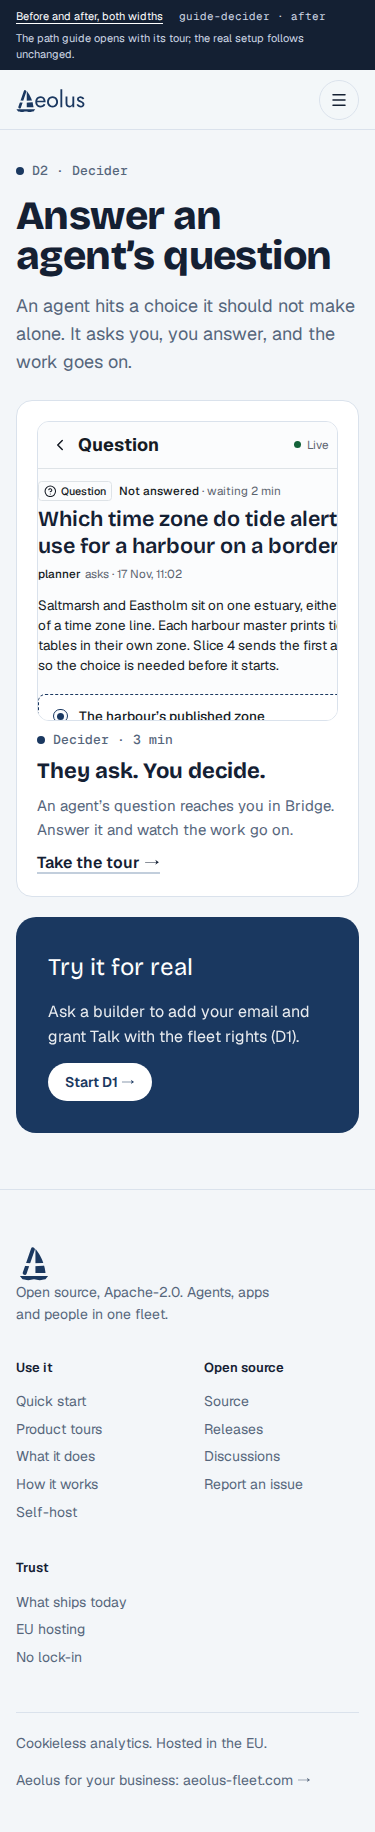 Before and after, both widths guide-decider · after
The path guide opens with its tour; the real setup follows
unchanged.
Aeolus
D2 · Decider
Answer an
agent's question
An agent hits a choice it should not make
alone. It asks you, you answer, and the
work goes on.
Question Live
Question Not answered · waiting 2 min
Which time zone do tide alert
use for a harbour on a border
planner asks · 17 Nov, 11:02
Saltmarsh and Eastholm sit on one estuary, eithe
of a time zone line. Each harbour master prints ti
tables in their own zone. Slice 4 sends the first a
so the choice is needed before it starts.
The harbour's published zone
Decider · 3 min
They ask. You decide.
An agent's question reaches you in Bridge.
Answer it and watch the work go on.
Take the tour →
Try it for real
Ask a builder to add your email and
grant Talk with the fleet rights (D1).
Start D1 →
Open source, Apache-2.0. Agents, apps
and people in one fleet.
Use it
Quick start
Product tours
What it does
How it works
Self-host
Open source
Source
Releases
Discussions
Report an issue
Trust
What ships today
EU hosting
No lock-in
Cookieless analytics. Hosted in the EU.
Aeolus for your business: aeolus-fleet.com →